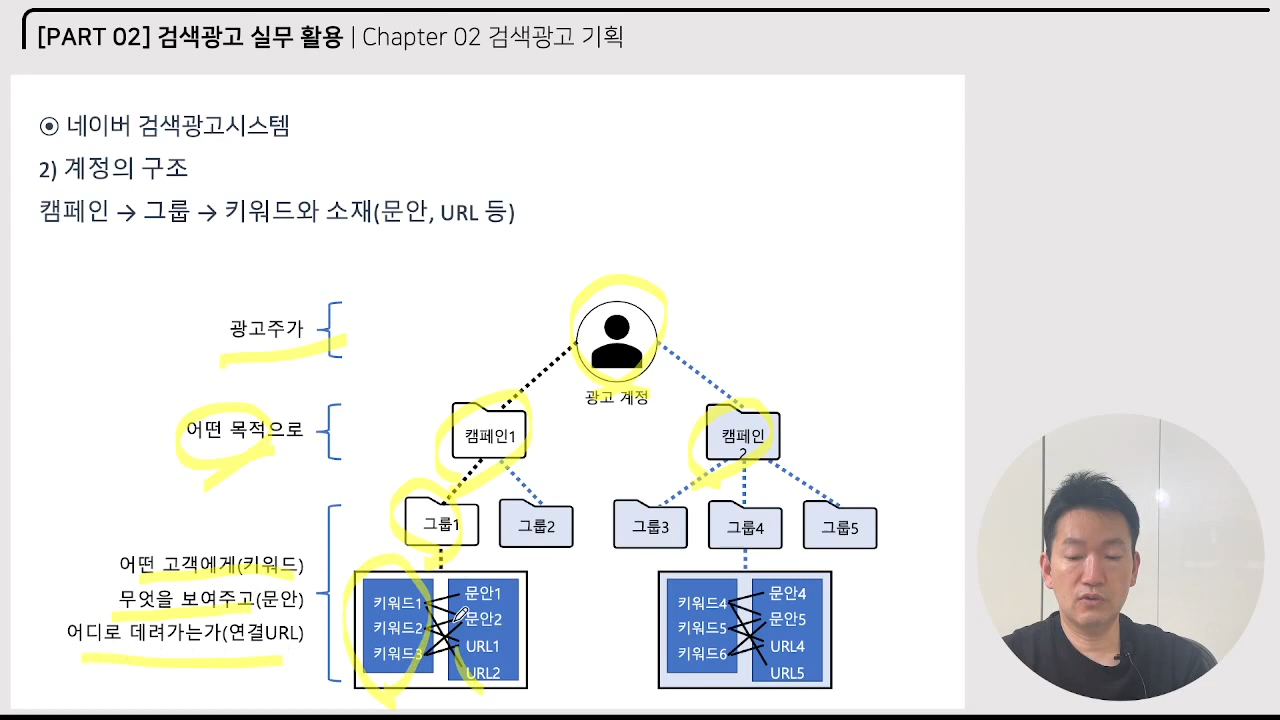 [PART 02] 검색광고 실무 활용 | Chapter 02 검색광고 기획
⦿ 네이버 검색광고시스템
2) 계정의 구조
캠페인 → 그룹 → 키워드와 소재(문안, URL 등)
광고주가
광고 계정
어떤 목적으로
캠페인1
캠페인
2
그룹1
그룹2
그룹3
그룹4
그룹5
어떤 고객에게(키워드)
무엇을 보여주고(문안)
어디로 데려가는가(연결URL)
키워드1
키워드2
키워드3
문안1
문안2
URL1
URL2
키워드4
키워드5
키워드6
문안4
문안5
URL4
URL5